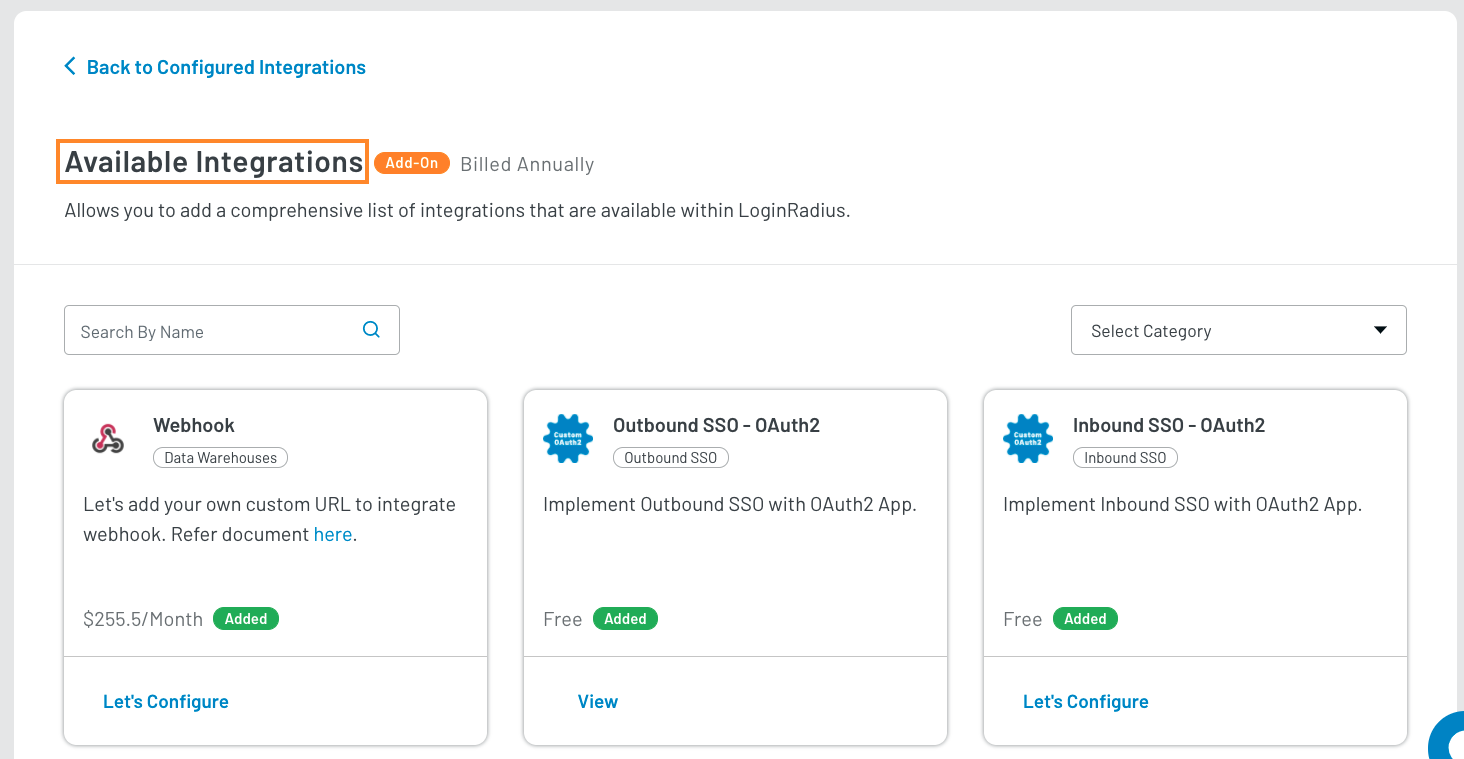 Back to Configured Integrations
Available Integrations Add-On Billed Annually
Allows you to add a comprehensive list of integrations that are available within LoginRadius.
Search By Name
Select Category
Webhook
Data Warehouses
Let's add your own custom URL to integrate
webhook. Refer document here.
$255.5/Month Added
Let's Configure
Custom
OAuth2
Outbound SSO - OAuth2
Outbound SSO
Implement Outbound SSO with OAuth2 App.
Free Added
View
Custom
OAuth2
Inbound SSO - OAuth2
Inbound SSO
Implement Inbound SSO with OAuth2 App.
Free Added
Let's Configure